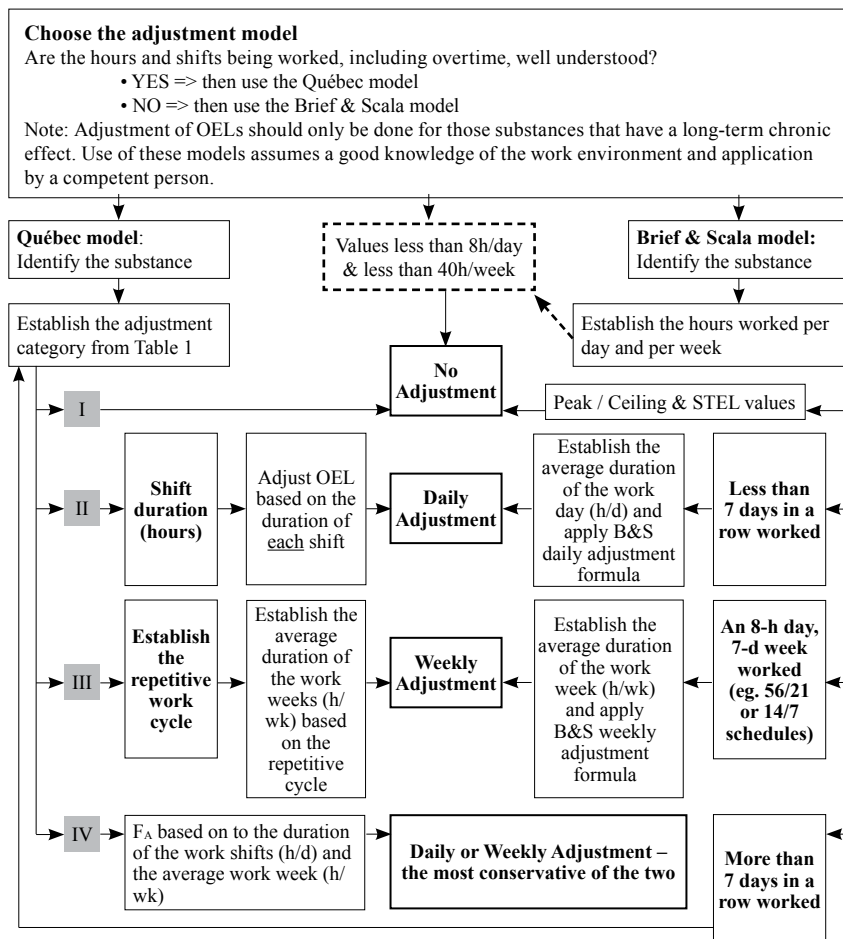 Choose the adjustment model
Are the hours and shifts being worked, including overtime, well understood?
• YES => then use the Québec model
• NO => then use the Brief & Scala model
Note: Adjustment of OELs should only be done for those substances that have a long-term chronic
effect. Use of these models assumes a good knowledge of the work environment and application
by a competent person.
Québec model:
Identify the substance
Values less than 8h/day
& less than 40h/week
Brief & Scala model:
Identify the substance
Establish the adjustment
category from Table 1
Establish the hours worked per
day and per week
No
Adjustment
I
Peak / Ceiling & STEL values
II
Shift
duration
(hours)
Adjust OEL
based on the
duration of
each shift
Daily
Adjustment
Establish the
average duration
of the work
day (h/d) and
apply B&S
daily adjustment
formula
Less than
7 days in a
row worked
III
Establish
the
repetitive
work
cycle
Establish the
average
duration of
the work
weeks (h/
wk) based
on the
repetitive
cycle
Weekly
Adjustment
Establish the
average duration
of the work
week (h/wk)
and apply
B&S weekly
adjustment
formula
An 8-h day,
7-d week
worked
(eg. 56/21
or 14/7
schedules)
IV
FA based on to the duration
of the work shifts (h/d) and
the average work week (h/
wk)
Daily or Weekly Adjustment –
the most conservative of the two
More than
7 days in a
row worked